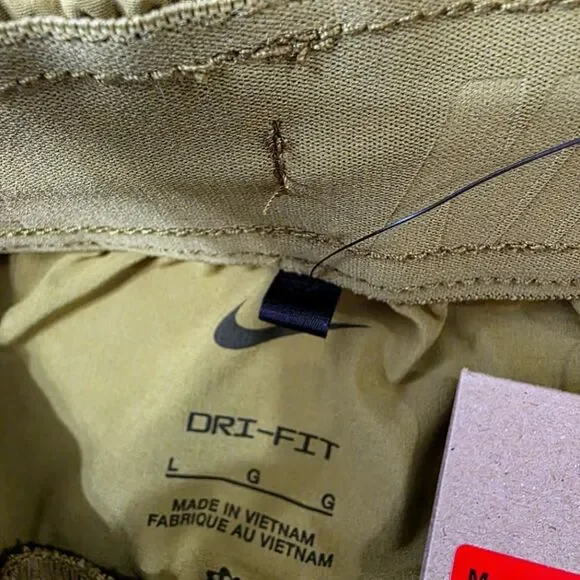 DRI-FIT
L G G
MADE IN VIETNAM
FABRIQUE AU VIETNAM
M